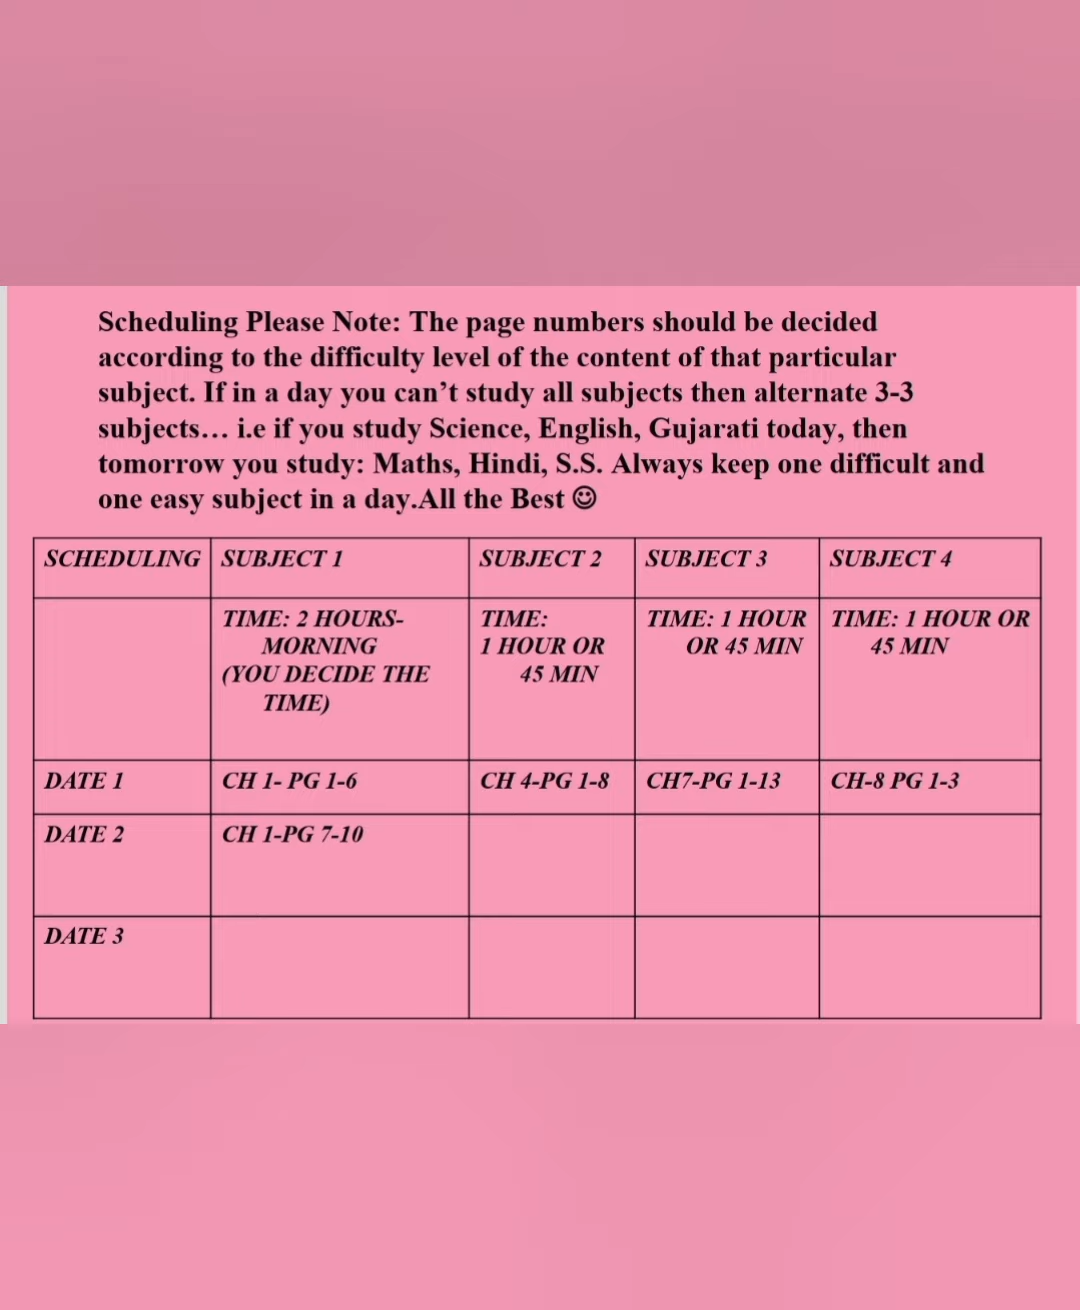 Scheduling Please Note: The page numbers should be decided
according to the difficulty level of the content of that particular
subject. If in a day you can’t study all subjects then alternate 3-3
subjects… i.e if you study Science, English, Gujarati today, then
tomorrow you study: Maths, Hindi, S.S. Always keep one difficult and
one easy subject in a day.All the Best ☺
SCHEDULING SUBJECT 1 SUBJECT 2 SUBJECT 3 SUBJECT 4
TIME: 2 HOURS- TIME: TIME: 1 HOUR TIME: 1 HOUR OR
MORNING 1 HOUR OR OR 45 MIN 45 MIN
(YOU DECIDE THE 45 MIN
TIME)
DATE 1 CH 1- PG 1-6 CH 4-PG 1-8 CH7-PG 1-13 CH-8 PG 1-3
DATE 2 CH 1-PG 7-10
DATE 3